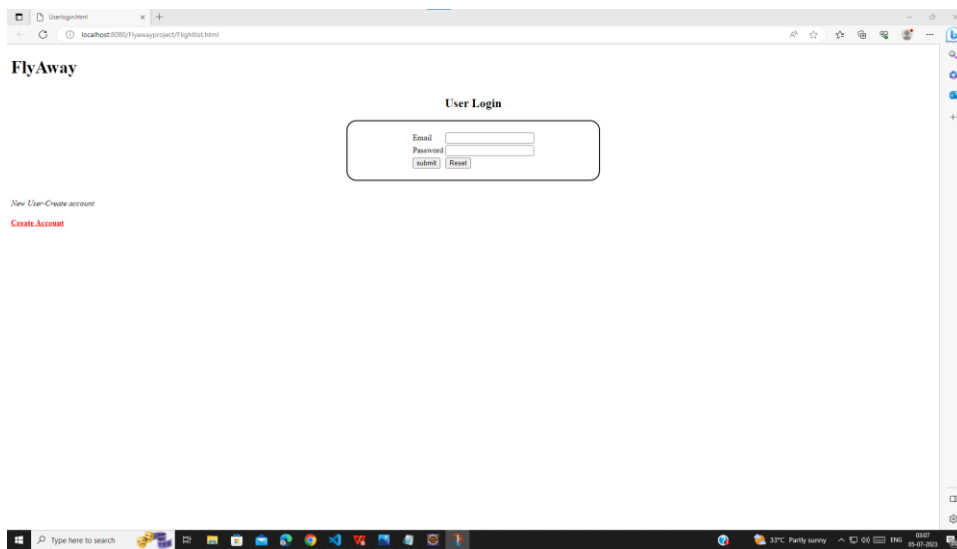 Userlogin.html
localhost:8080/Flyawayproject/Flightlist.html
FlyAway
User Login
Email
Password
submit Reset
New User-Create account
Create Account
Type here to search
33°C Partly sunny
ENG
03:07
05-07-2023